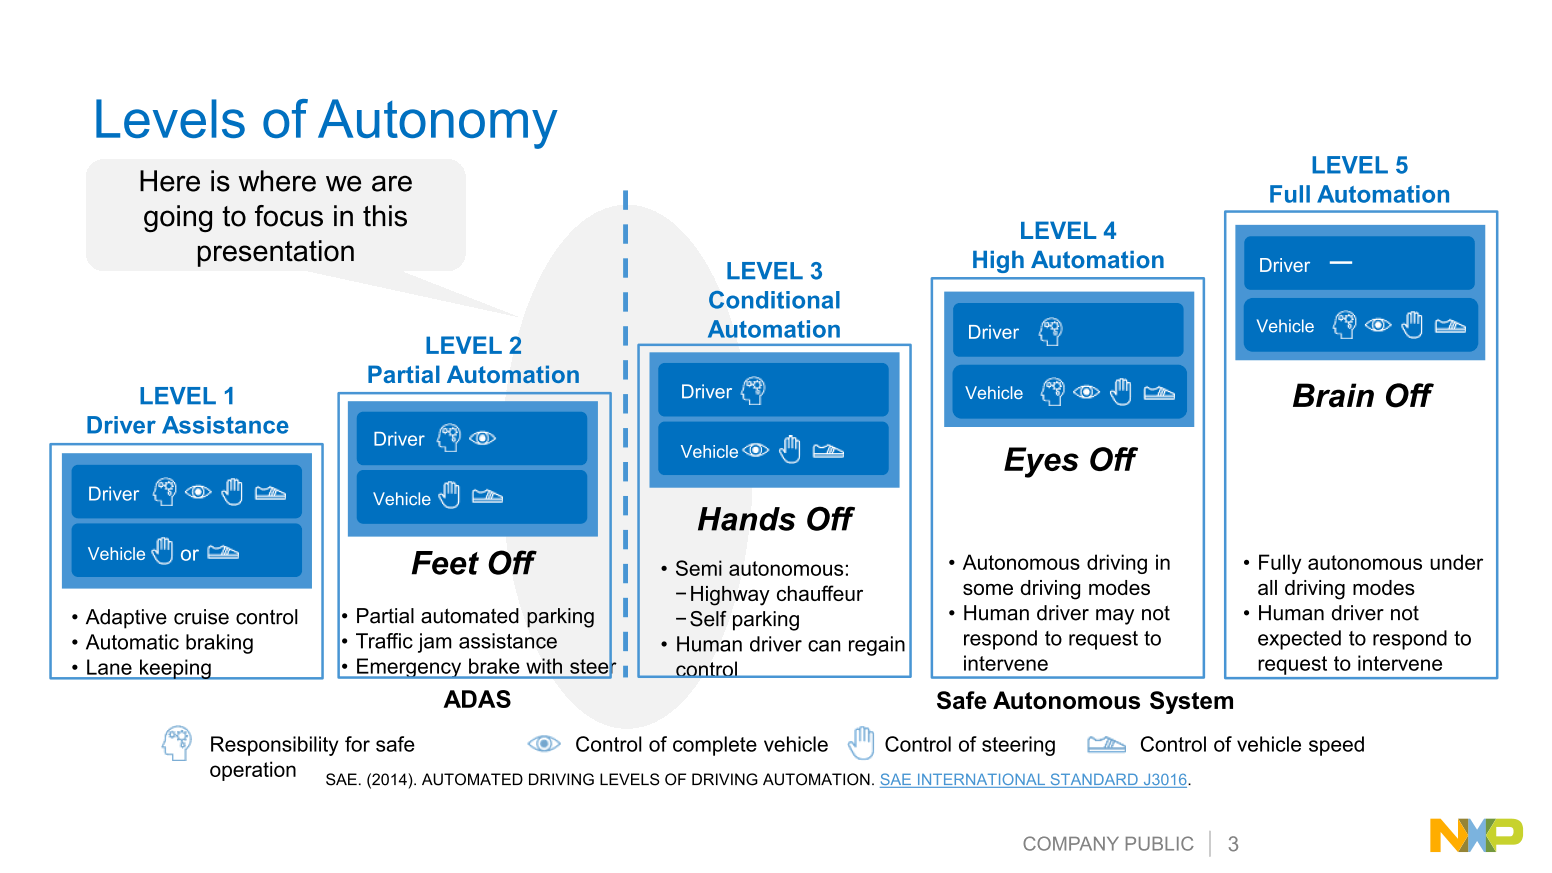 Levels of Autonomy
Here is where we are
going to focus in this
presentation
LEVEL 1
Driver Assistance
Driver
Vehicle or
• Adaptive cruise control
• Automatic braking
• Lane keeping
LEVEL 2
Partial Automation
Driver
Vehicle
Feet Off
• Partial automated parking
• Traffic jam assistance
• Emergency brake with steer
ADAS
LEVEL 3
Conditional
Automation
Driver
Vehicle
Hands Off
• Semi autonomous:
−Highway chauffeur
−Self parking
• Human driver can regain
control
LEVEL 4
High Automation
Driver
Vehicle
Eyes Off
• Autonomous driving in
some driving modes
• Human driver may not
respond to request to
intervene
LEVEL 5
Full Automation
Driver —
Vehicle
Brain Off
• Fully autonomous under
all driving modes
• Human driver not
expected to respond to
request to intervene
Safe Autonomous System
Responsibility for safe
operation
Control of complete vehicle
Control of steering
Control of vehicle speed
SAE. (2014). AUTOMATED DRIVING LEVELS OF DRIVING AUTOMATION. SAE INTERNATIONAL STANDARD J3016.
COMPANY PUBLIC 3
NXP